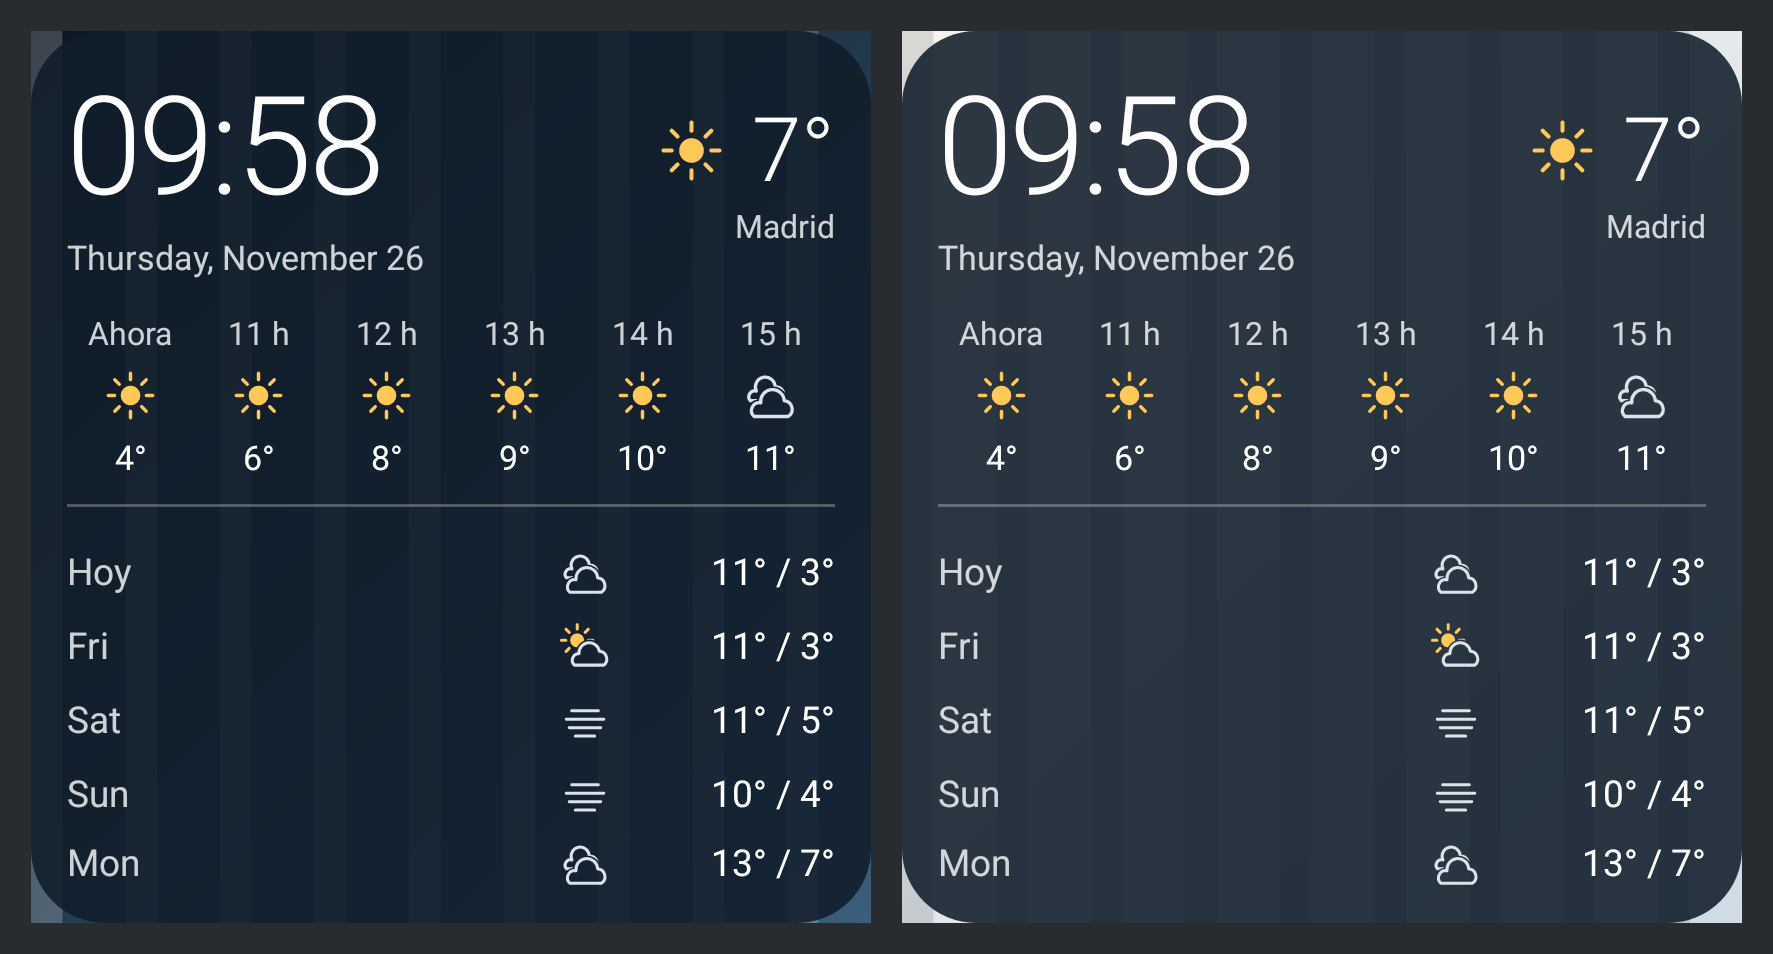 09:58
7°
Madrid
Thursday, November 26
Ahora 11 h 12 h 13 h 14 h 15 h
4° 6° 8° 9° 10° 11°
Hoy 11° / 3°
Fri 11° / 3°
Sat 11° / 5°
Sun 10° / 4°
Mon 13° / 7°
09:58
7°
Madrid
Thursday, November 26
Ahora 11 h 12 h 13 h 14 h 15 h
4° 6° 8° 9° 10° 11°
Hoy 11° / 3°
Fri 11° / 3°
Sat 11° / 5°
Sun 10° / 4°
Mon 13° / 7°